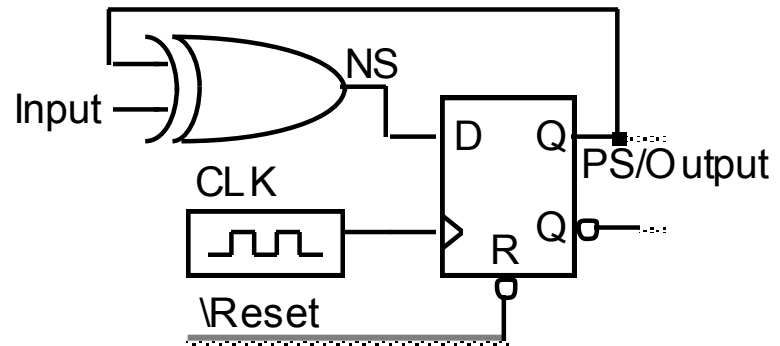 NS
Input
D Q
PS/Output
CLK
Q
R
\Reset